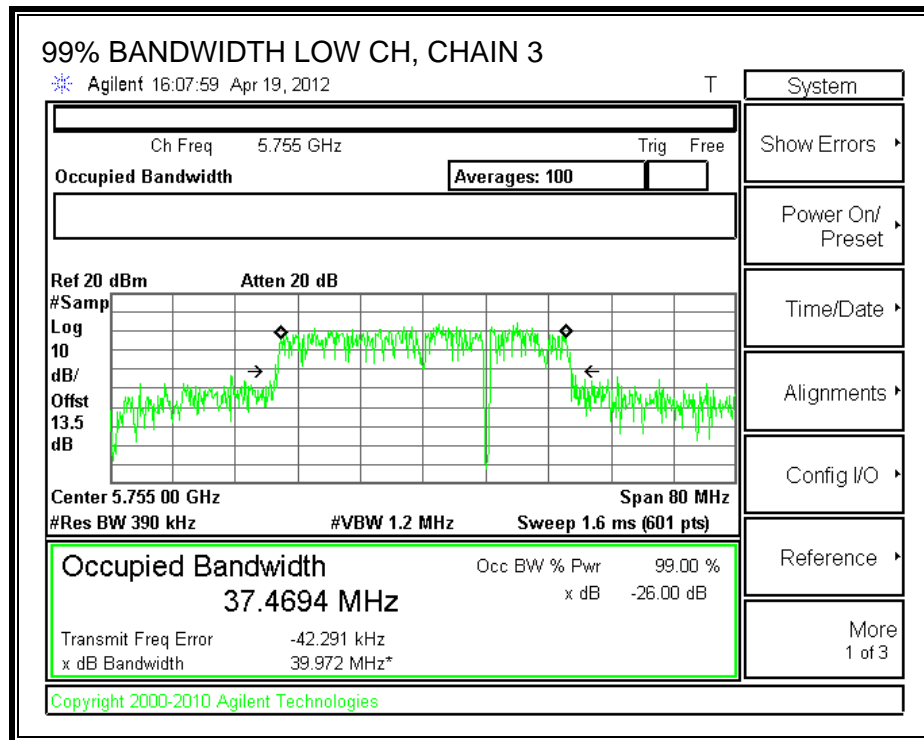 99% BANDWIDTH LOW CH, CHAIN 3
Agilent 16:07:59 Apr 19, 2012 T
System
Ch Freq 5.755 GHz Trig Free
Occupied Bandwidth Averages: 100
Show Errors
Power On/
Preset
Time/Date
Alignments
Config I/O
Reference
More
1 of 3
Ref 20 dBm Atten 20 dB
#Samp
Log
10
dB/
Offst
13.5
dB
Center 5.755 00 GHz Span 80 MHz
#Res BW 390 kHz #VBW 1.2 MHz Sweep 1.6 ms (601 pts)
Occupied Bandwidth Occ BW % Pwr 99.00 %
37.4694 MHz x dB -26.00 dB
Transmit Freq Error -42.291 kHz
x dB Bandwidth 39.972 MHz*
Copyright 2000-2010 Agilent Technologies